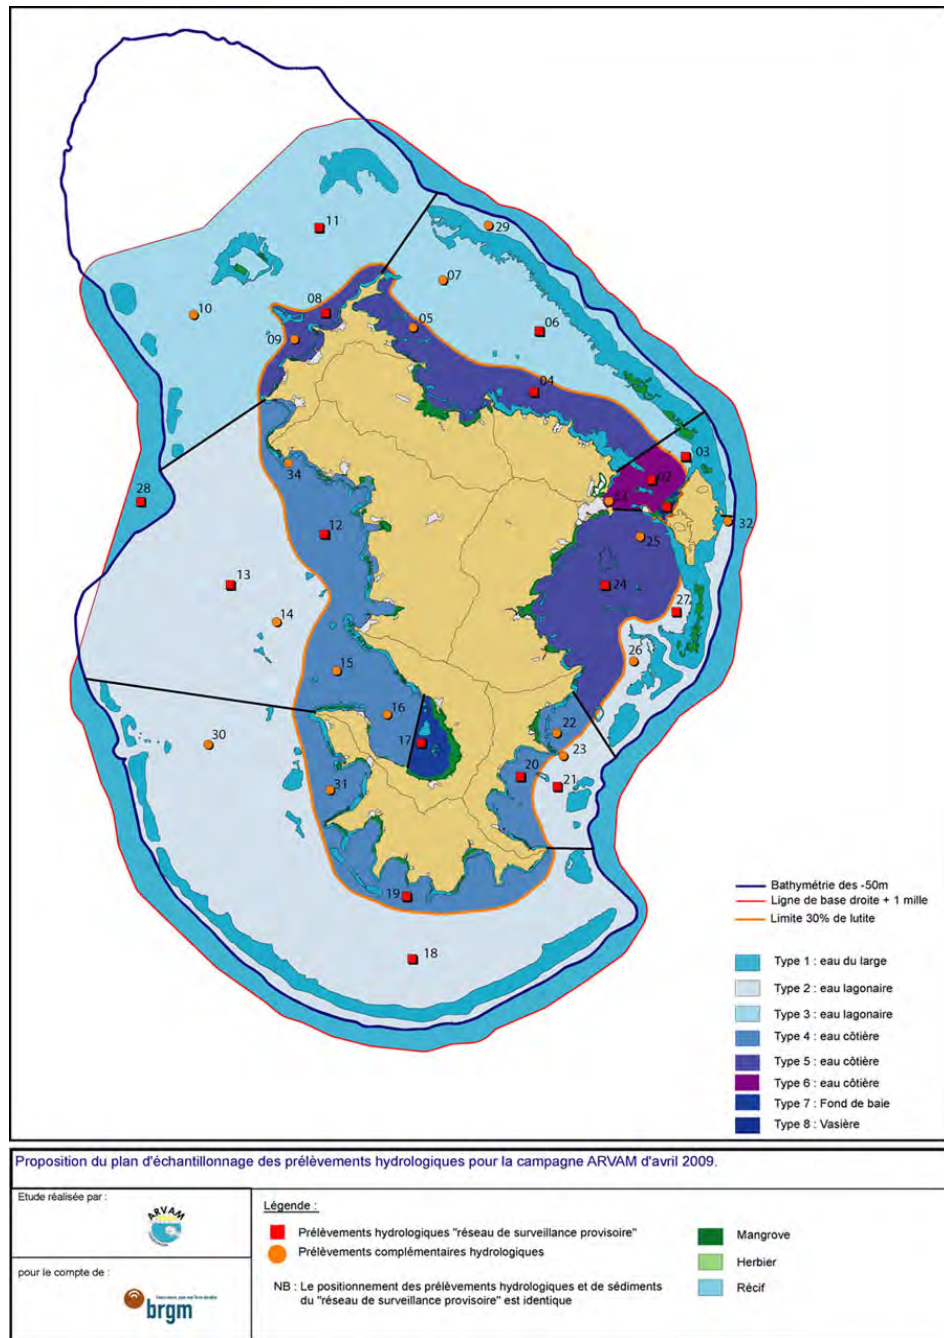 11
29
07
10
08
05
06
09
04
03
34
02
28
44
32
12
25
13
24
27
14
26
15
16
22
30
17
23
20
21
31
19
18
Bathymétrie des -50m
Ligne de base droite + 1 mille
Limite 30% de lutite
Type 1 : eau du large
Type 2 : eau lagonaire
Type 3 : eau lagonaire
Type 4 : eau côtière
Type 5 : eau côtière
Type 6 : eau côtière
Type 7 : Fond de baie
Type 8 : Vasière
Proposition du plan d'échantillonnage des prélèvements hydrologiques pour la campagne ARVAM d'avril 2009.
Etude réalisée par :
ARVAM
pour le compte de :
brgm
Légende :
Prélèvements hydrologiques "réseau de surveillance provisoire"
Prélèvements complémentaires hydrologiques
NB : Le positionnement des prélèvements hydrologiques et de sédiments
du "réseau de surveillance provisoire" est identique
Mangrove
Herbier
Récif